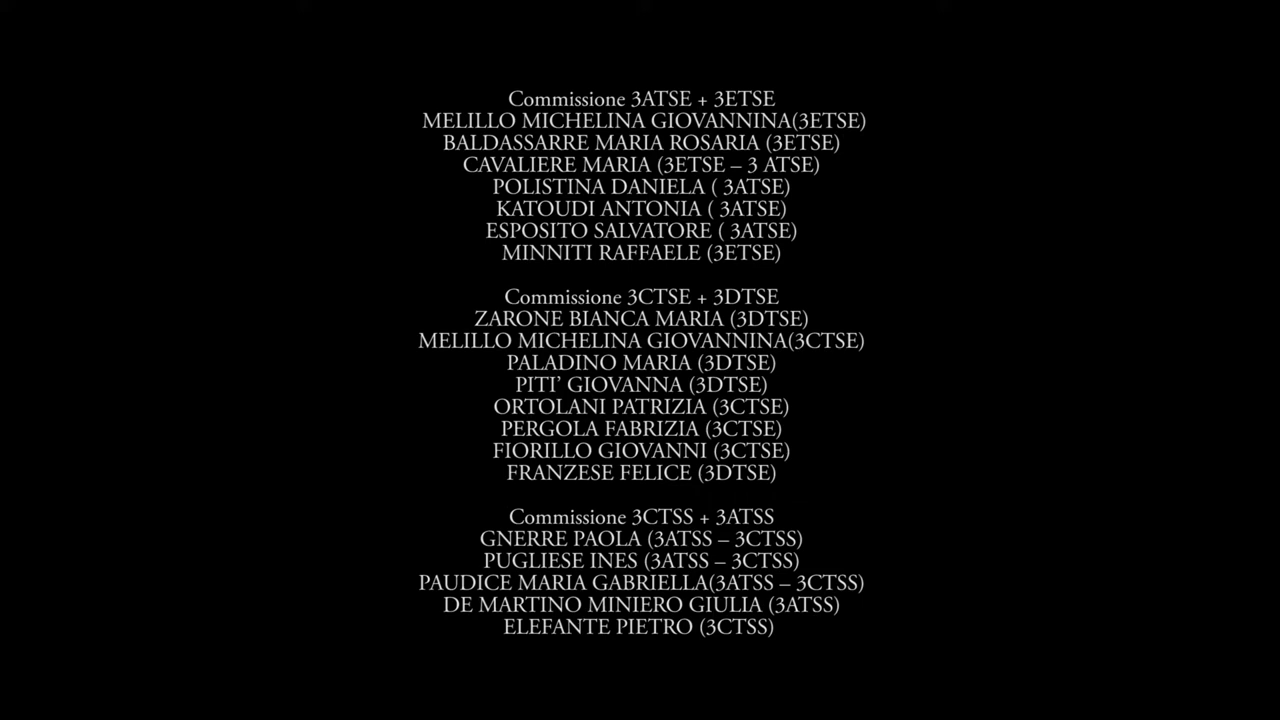 Commissione 3ATSE + 3ETSE
MELILLO MICHELINA GIOVANNINA(3ETSE)
BALDASSARRE MARIA ROSARIA (3ETSE)
CAVALIERE MARIA (3ETSE – 3 ATSE)
POLISTINA DANIELA ( 3ATSE)
KATOUDI ANTONIA ( 3ATSE)
ESPOSITO SALVATORE ( 3ATSE)
MINNITI RAFFAELE (3ETSE)
Commissione 3CTSE + 3DTSE
ZARONE BIANCA MARIA (3DTSE)
MELILLO MICHELINA GIOVANNINA(3CTSE)
PALADINO MARIA (3DTSE)
PITI’ GIOVANNA (3DTSE)
ORTOLANI PATRIZIA (3CTSE)
PERGOLA FABRIZIA (3CTSE)
FIORILLO GIOVANNI (3CTSE)
FRANZESE FELICE (3DTSE)
Commissione 3CTSS + 3ATSS
GNERRE PAOLA (3ATSS – 3CTSS)
PUGLIESE INES (3ATSS – 3CTSS)
PAUDICE MARIA GABRIELLA(3ATSS – 3CTSS)
DE MARTINO MINIERO GIULIA (3ATSS)
ELEFANTE PIETRO (3CTSS)